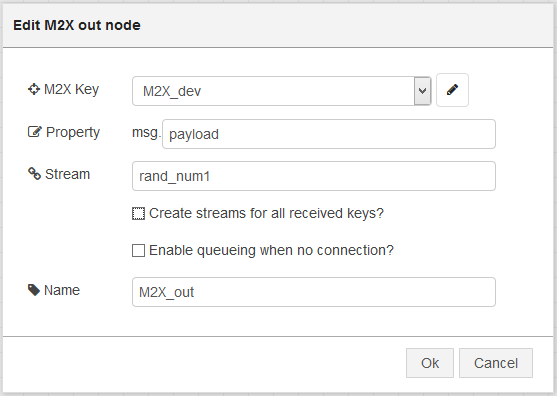 Edit M2X out node
M2X Key M2X_dev
Property msg. payload
Stream rand_num1
Create streams for all received keys?
Enable queueing when no connection?
Name M2X_out
Ok Cancel